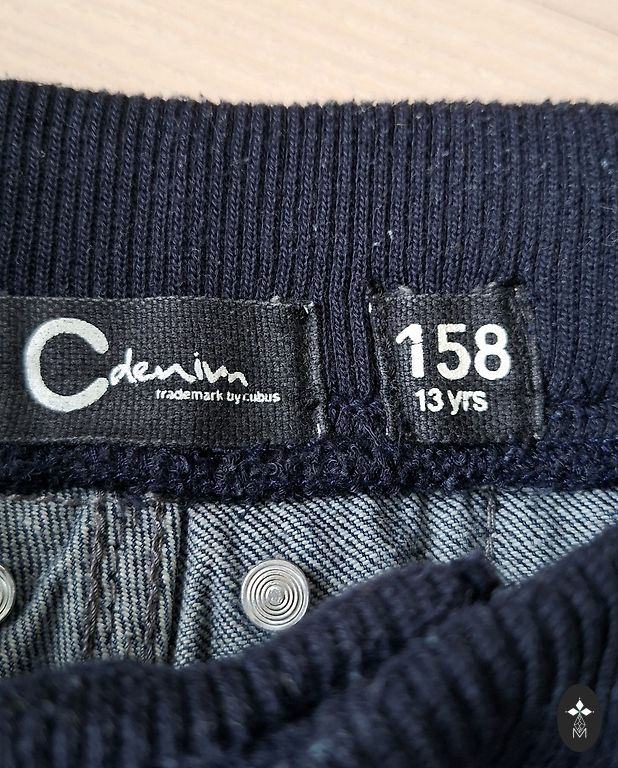 C denim
trademark by cubus
158
13 yrs
M